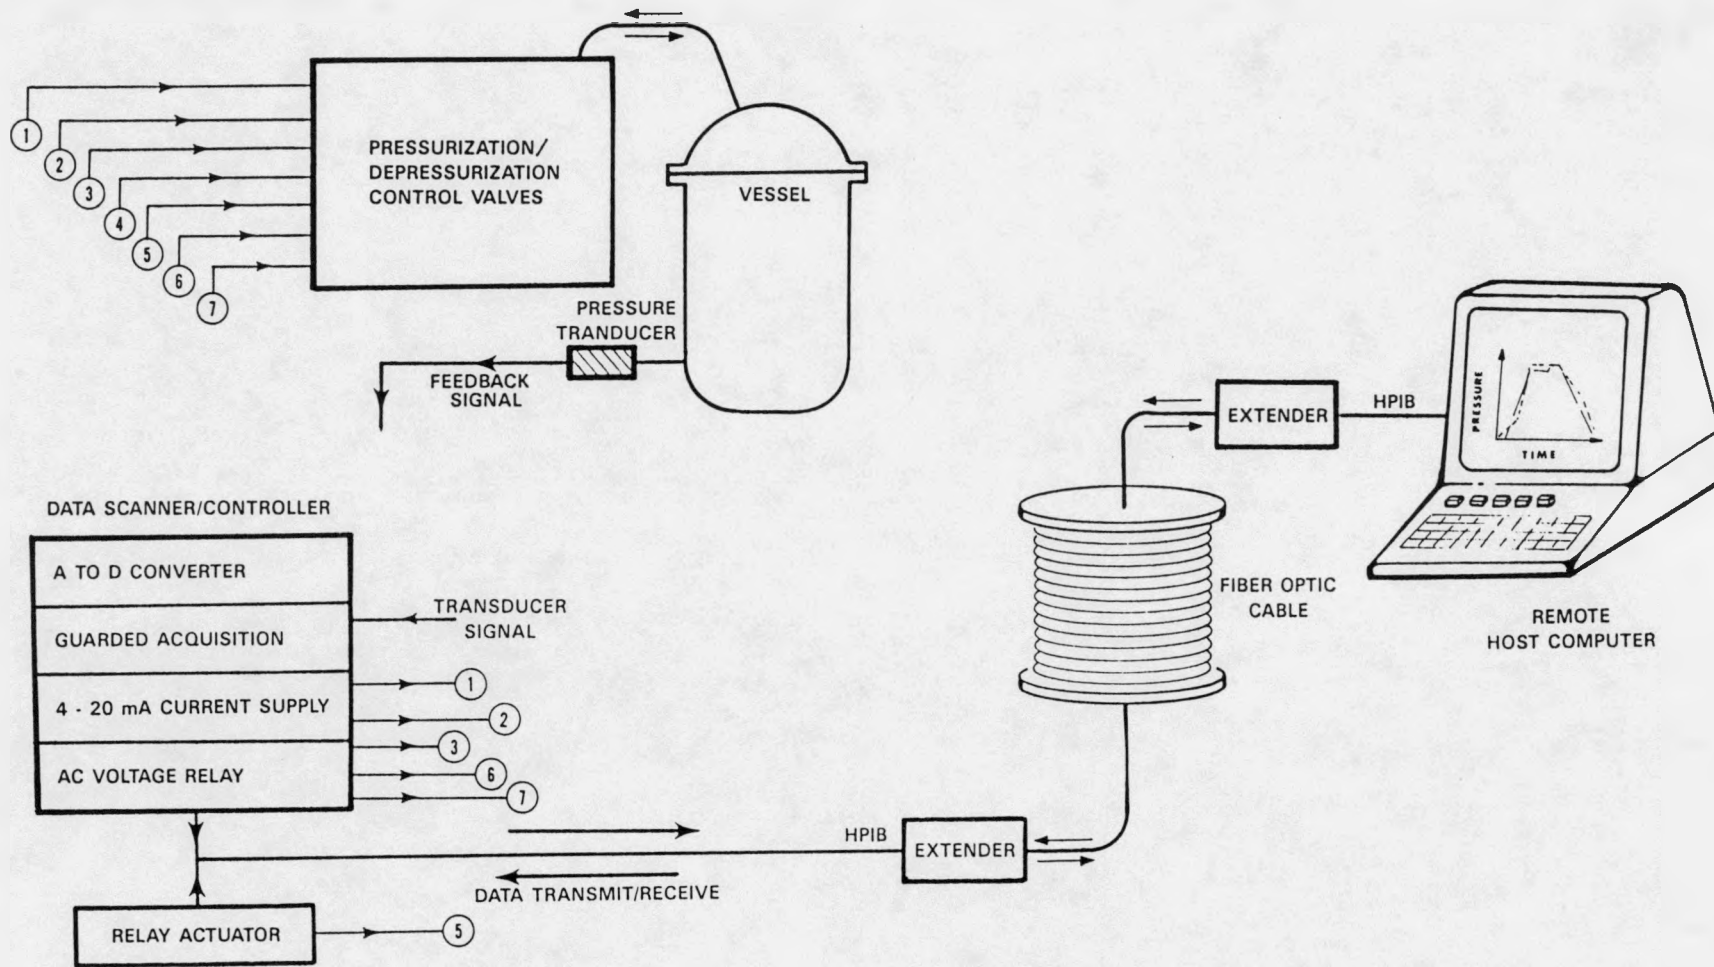 1
2
3
4
5
6
7
PRESSURIZATION/
DEPRESSURIZATION
CONTROL VALVES
VESSEL
PRESSURE
TRANDUCER
FEEDBACK
SIGNAL
DATA SCANNER/CONTROLLER
A TO D CONVERTER
GUARDED ACQUISITION
4 - 20 mA CURRENT SUPPLY
AC VOLTAGE RELAY
TRANSDUCER
SIGNAL
1
2
3
6
7
RELAY ACTUATOR
5
DATA TRANSMIT/RECEIVE
HPIB
EXTENDER
FIBER OPTIC
CABLE
EXTENDER
HPIB
PRESSURE
TIME
REMOTE
HOST COMPUTER